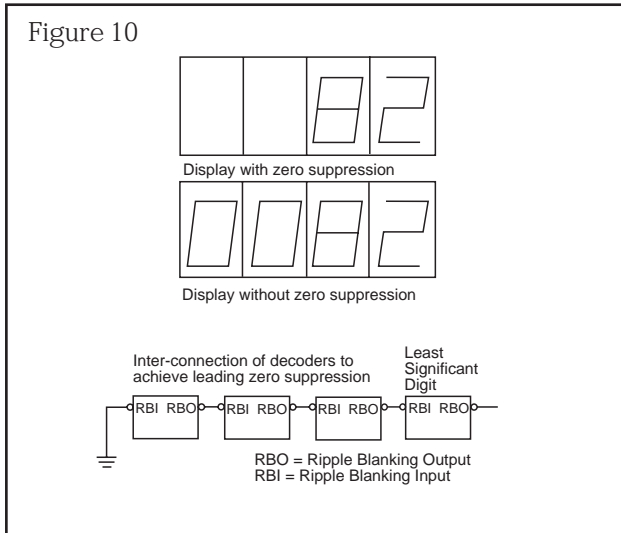 Figure 10
82
Display with zero suppression
0082
Display without zero suppression
Inter-connection of decoders to
achieve leading zero suppression
Least
Significant
Digit
RBI RBO RBI RBO RBI RBO RBI RBO
RBO = Ripple Blanking Output
RBI = Ripple Blanking Input